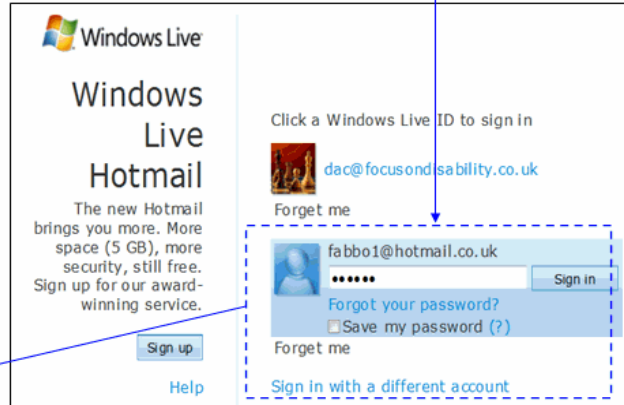 Windows Live
Windows
Live
Hotmail
The new Hotmail
brings you more. More
space (5 GB), more
security, still free.
Sign up for our award-
winning service.
Sign up
Help
Click a Windows Live ID to sign in
dac@focusondisability.co.uk
Forget me
fabbo1@hotmail.co.uk
••••••
Sign in
Forgot your password?
Save my password (?)
Forget me
Sign in with a different account